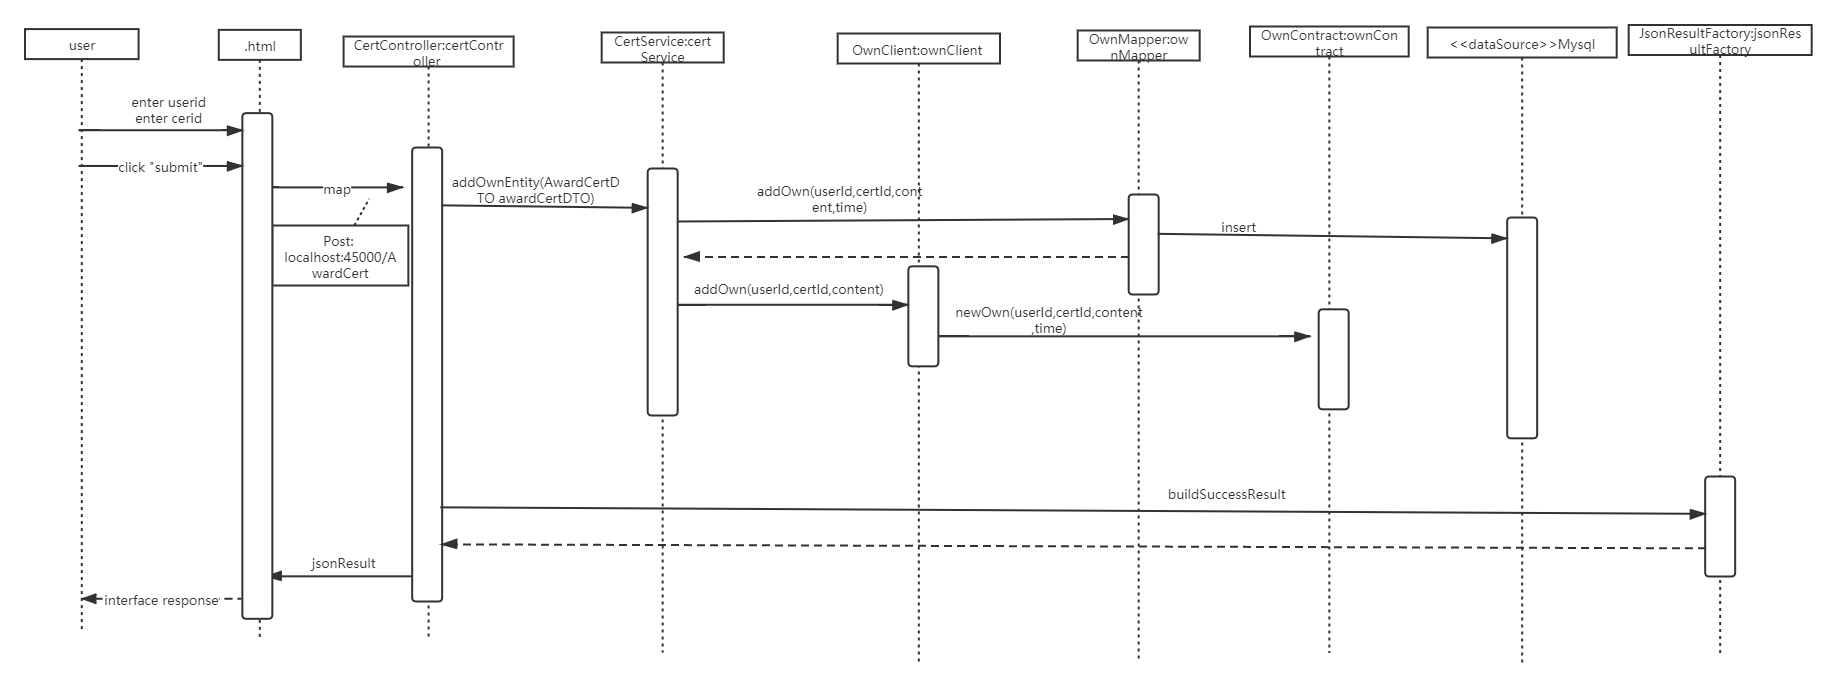 user
.html
CertController:certContr
oller
CertService:cert
Service
OwnClient:ownClient
OwnMapper:ow
nMapper
OwnContract:ownCon
tract
<<dataSource>>Mysql
JsonResultFactory:jsonRes
ultFactory
enter userid
enter cerid
click "submit"
map
Post:
localhost:45000/A
wardCert
addOwnEntity(AwardCertD
TO awardCertDTO)
addOwn(userId,certId,cont
ent,time)
insert
addOwn(userId,certId,content)
newOwn(userId,certId,content
,time)
buildSuccessResult
jsonResult
interface response